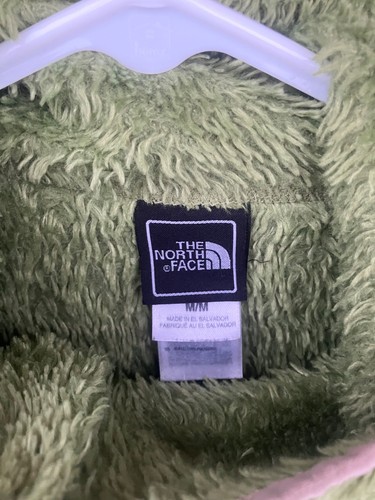 THE
NORTH
®FACE
M/M
MADE IN EL SALVADOR
FABRIQUÉ AU EL SALVADOR